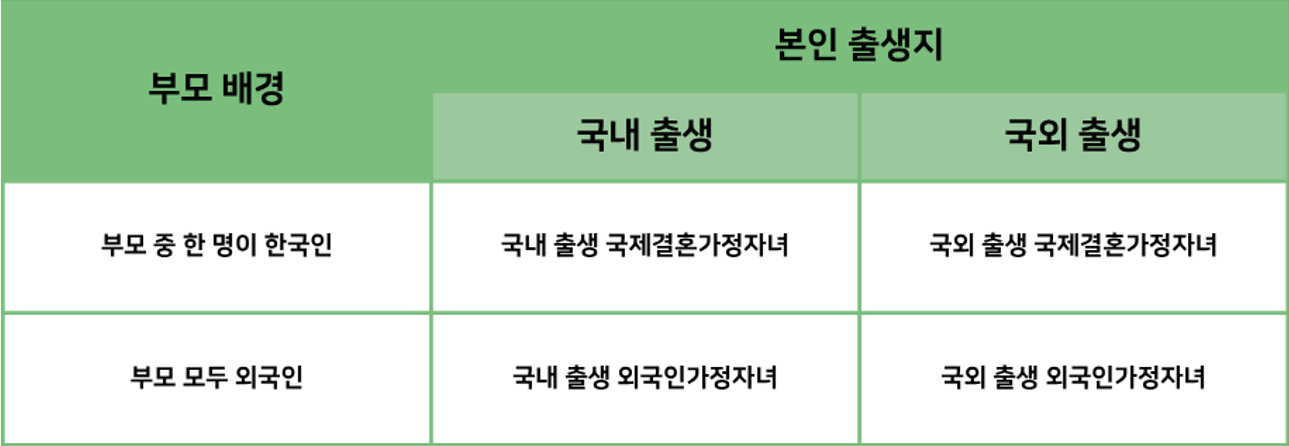 부모 배경
본인 출생지
국내 출생
국외 출생
부모 중 한 명이 한국인
국내 출생 국제결혼가정자녀
국외 출생 국제결혼가정자녀
부모 모두 외국인
국내 출생 외국인가정자녀
국외 출생 외국인가정자녀